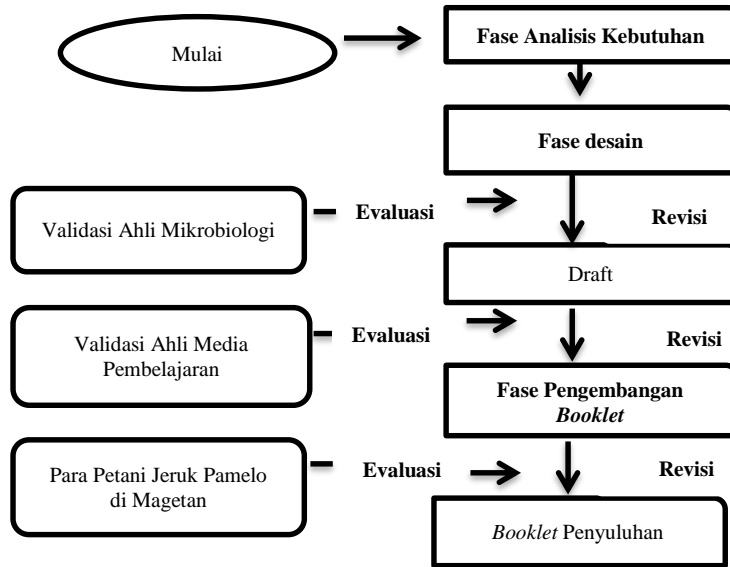 Mulai
Fase Analisis Kebutuhan
Fase desain
Validasi Ahli Mikrobiologi
Evaluasi
Revisi
Draft
Validasi Ahli Media
Pembelajaran
Evaluasi
Revisi
Fase Pengembangan
Booklet
Para Petani Jeruk Pamelo
di Magetan
Evaluasi
Revisi
Booklet Penyuluhan